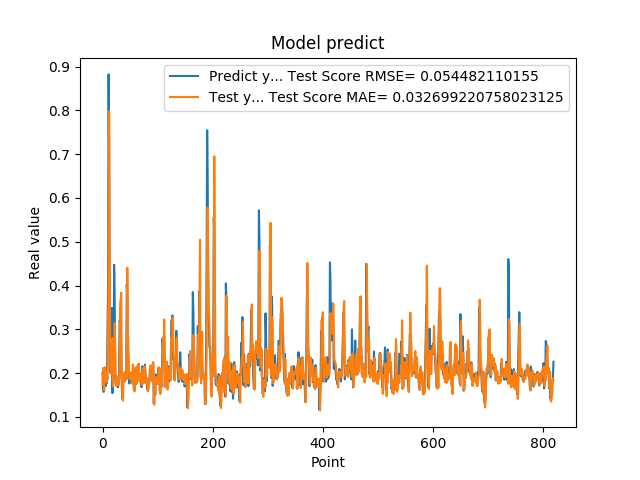 Model predict
Predict y... Test Score RMSE= 0.054482110155
Test y... Test Score MAE= 0.032699220758023125
0.9
0.8
0.7
0.6
0.5
0.4
0.3
0.2
0.1
Real value
0 200 400 600 800
Point